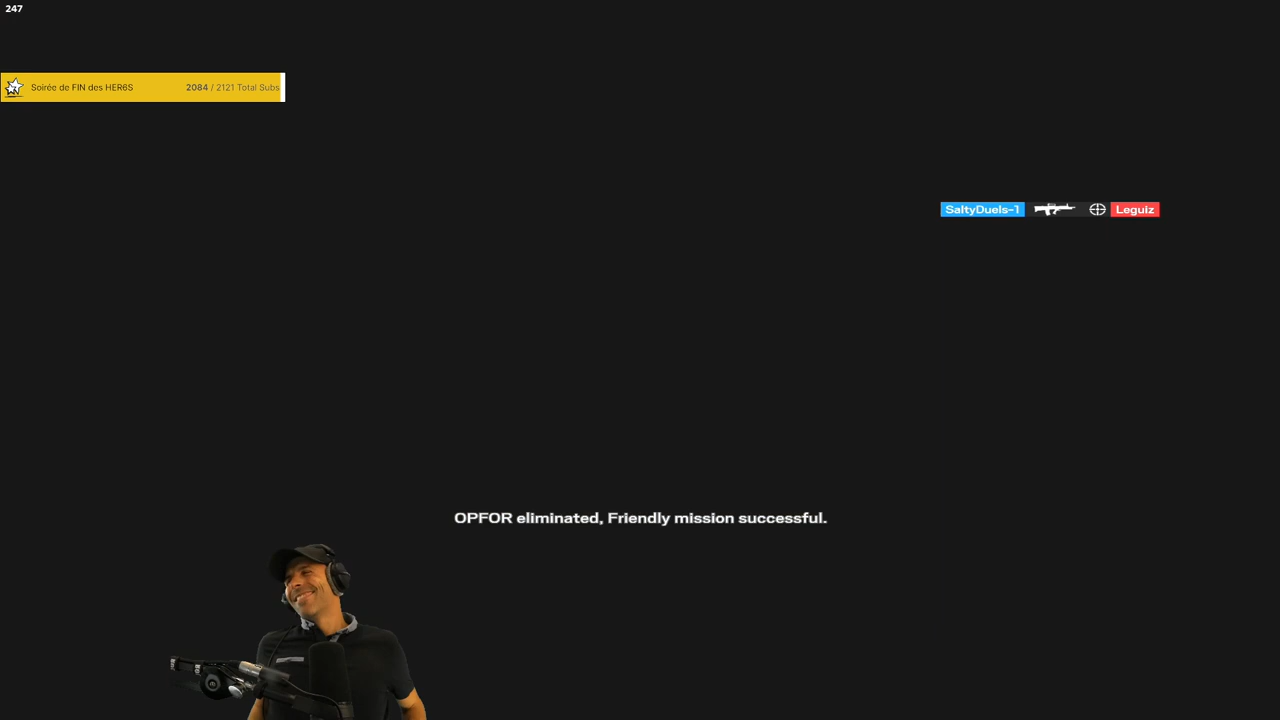 247
Soirée de FIN des HER6S 2084 / 2121 Total Subs
SaltyDuels-1 Leguiz
OPFOR eliminated, Friendly mission successful.